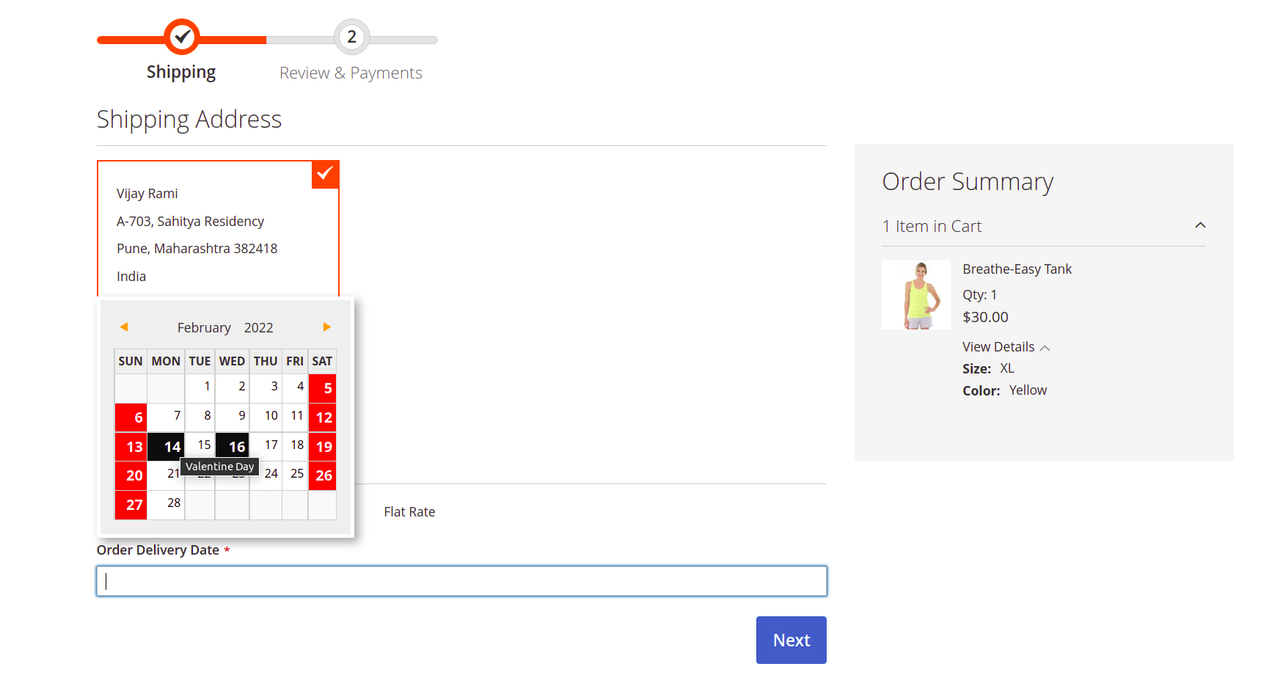 2
Shipping
Review & Payments
Shipping Address
Vijay Rami
A-703, Sahitya Residency
Pune, Maharashtra 382418
India
February 2022
SUN MON TUE WED THU FRI SAT
1 2 3 4 5
6 7 8 9 10 11 12
13 14 15 16 17 18 19
Valentine Day
20 21 22 23 24 25 26
27 28
Flat Rate
Order Delivery Date *
Next
Order Summary
1 Item in Cart
Breathe-Easy Tank
Qty: 1
$30.00
View Details
Size: XL
Color: Yellow